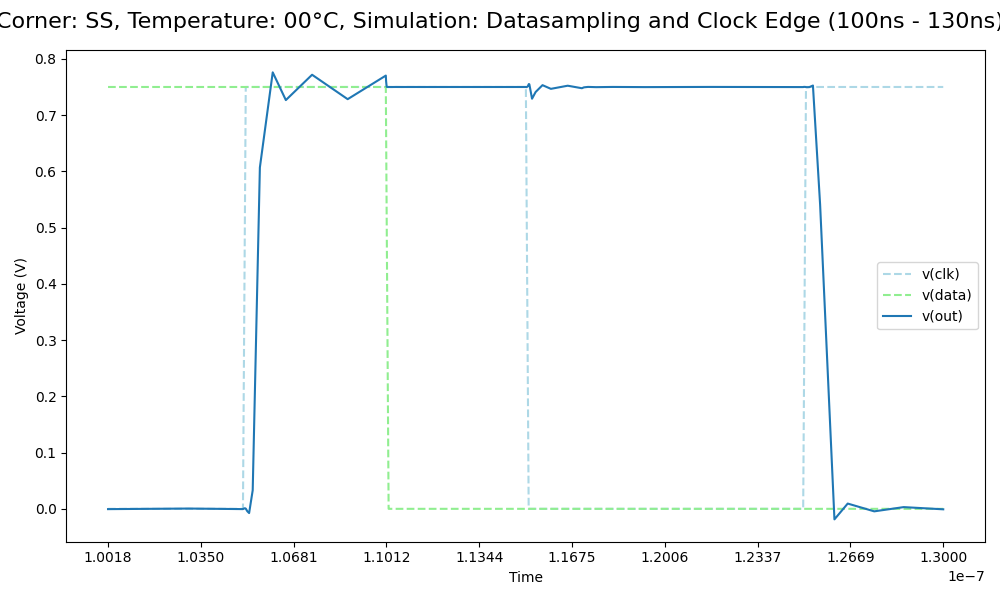 Corner: SS, Temperature: 00°C, Simulation: Datasampling and Clock Edge (100ns - 130ns)
0.8
0.7
0.6
0.5
0.4
0.3
0.2
0.1
0.0
Voltage (V)
v(clk)
v(data)
v(out)
1.0018 1.0350 1.0681 1.1012 1.1344 1.1675 1.2006 1.2337 1.2669 1.3000
1e−7
Time